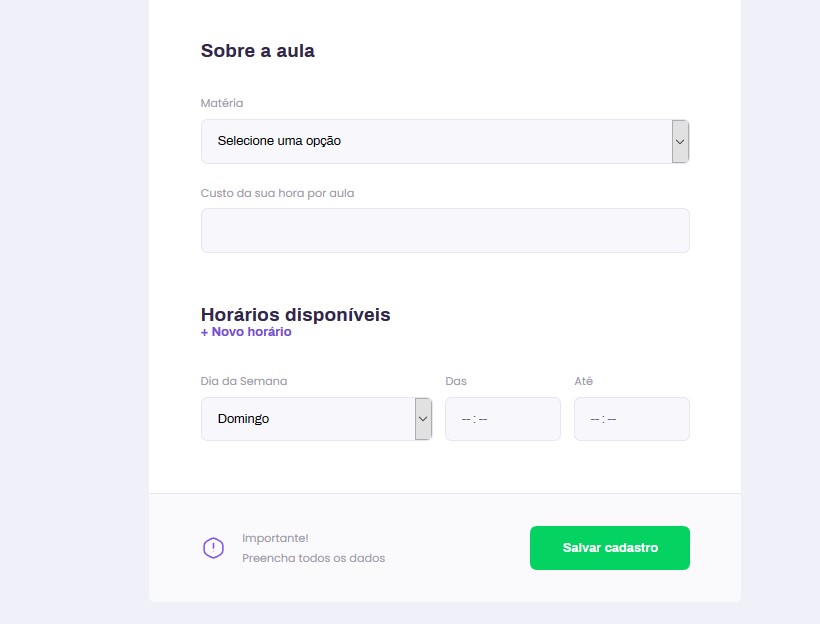 Sobre a aula
Matéria
Selecione uma opção
Custo da sua hora por aula
Horários disponíveis
+ Novo horário
Dia da Semana Das Até
Domingo -- : -- -- : --
Importante!
Preencha todos os dados
Salvar cadastro